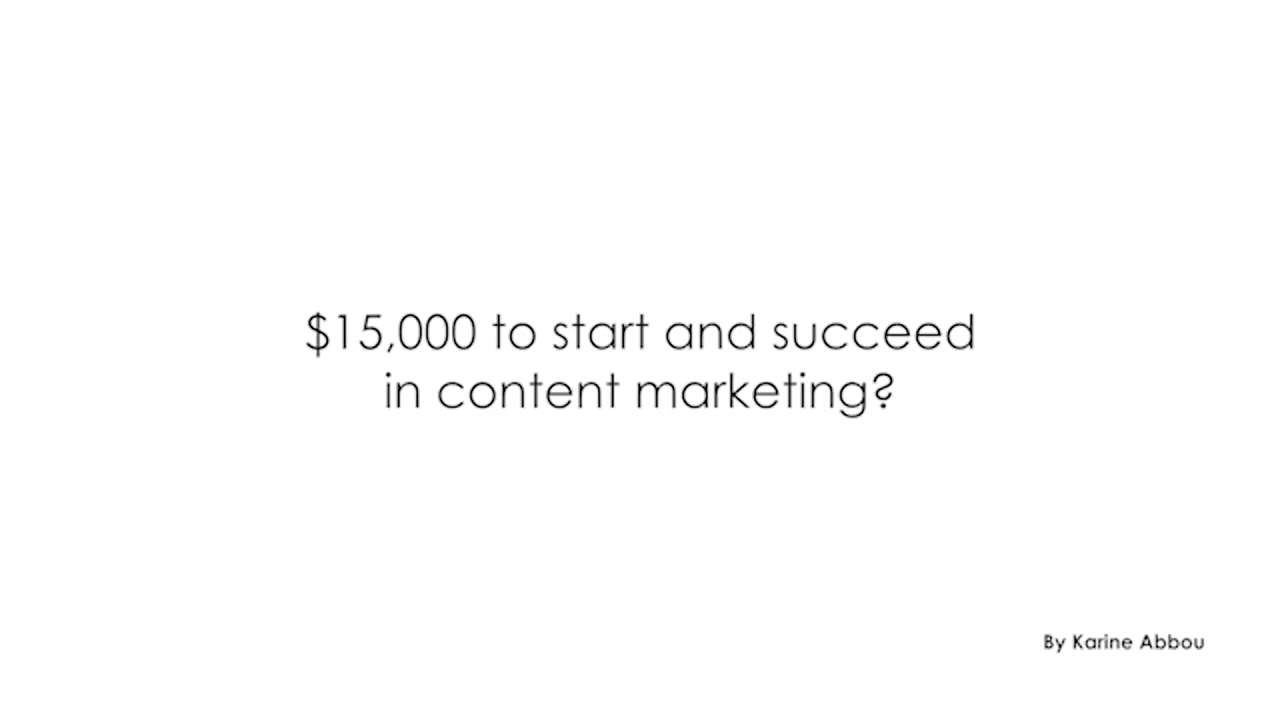 $15,000 to start and succeed
in content marketing?
By Karine Abbou